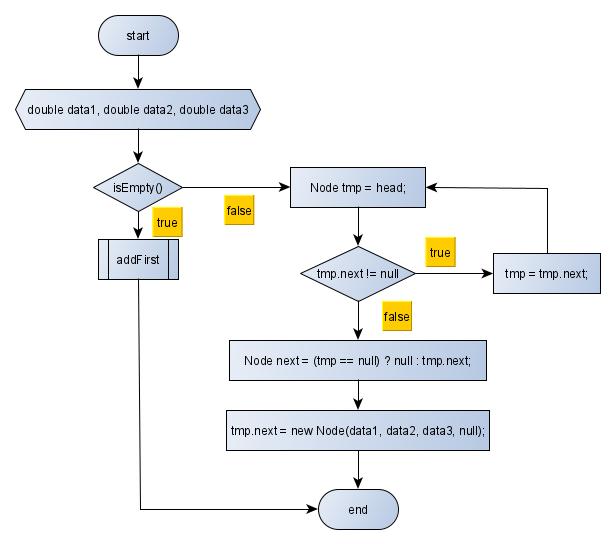 start
double data1, double data2, double data3
isEmpty()
true
false
addFirst
Node tmp = head;
tmp.next != null
true
tmp = tmp.next;
false
Node next = (tmp == null) ? null : tmp.next;
tmp.next = new Node(data1, data2, data3, null);
end